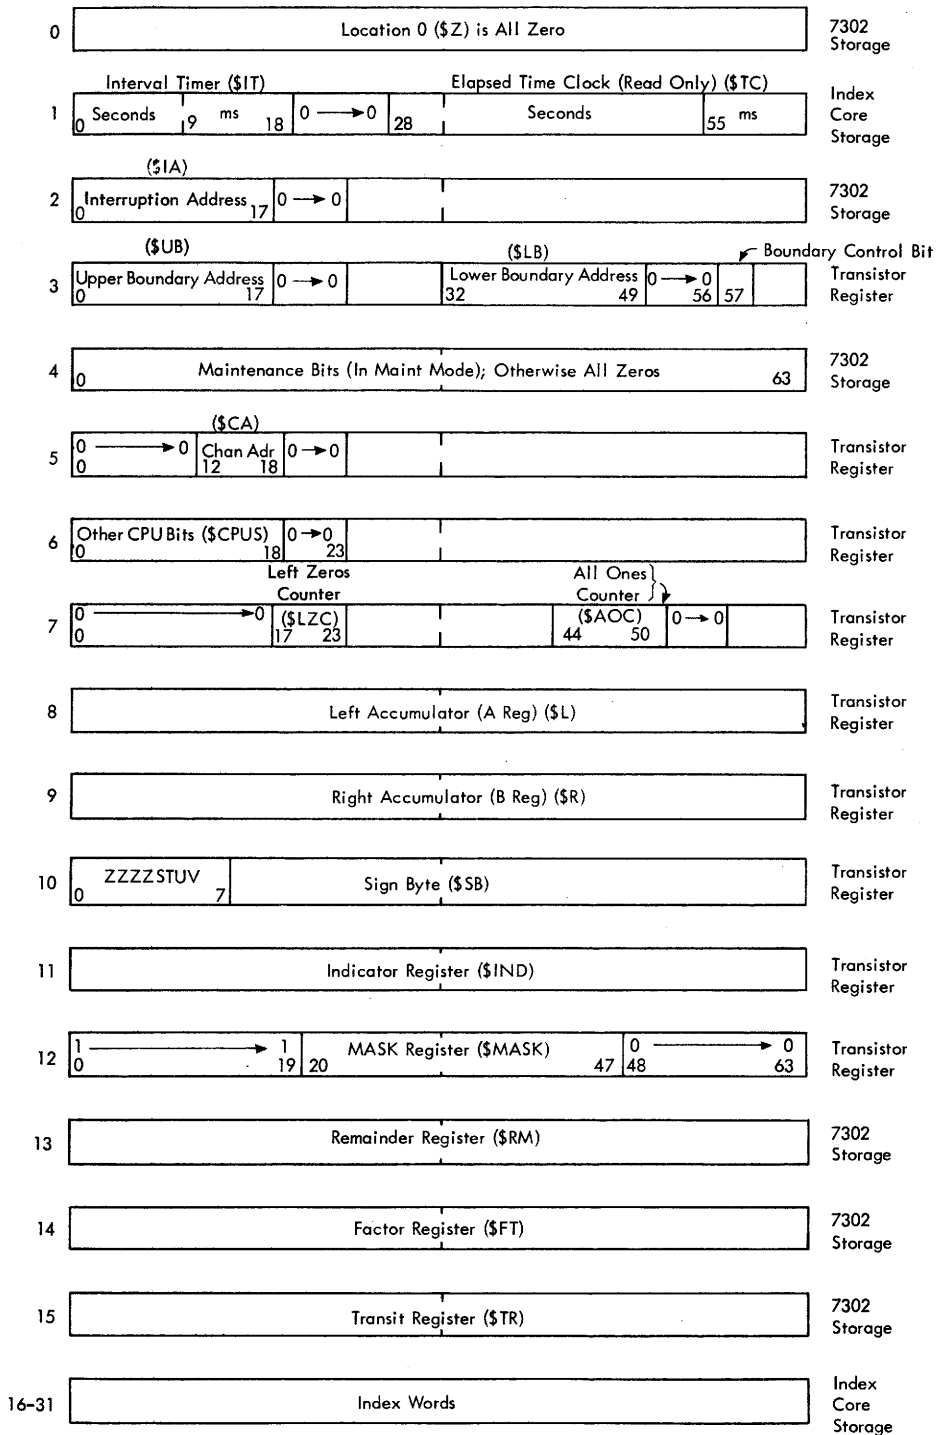 0 Location 0 ($Z) is All Zero 7302
Storage
Interval Timer ($IT) Elapsed Time Clock (Read Only) ($TC)
1 0 Seconds 9 ms 18 0 → 0 28 Seconds 55 ms Index
Core
Storage
($IA)
2 Interruption Address 0 17 0 → 0 7302
Storage
($UB) ($LB) Boundary Control Bit
3 Upper Boundary Address 0 → 0 Lower Boundary Address 0 → 0 Transistor
0 17 32 49 56 57 Register
4 0 Maintenance Bits (In Maint Mode); Otherwise All Zeros 63 7302
Storage
($CA)
5 0 → 0 Chan Adr 0 → 0 Transistor
0 12 18 Register
6 Other CPU Bits ($CPUS) 0 → 0 Transistor
0 18 23 Register
Left Zeros All Ones
Counter Counter
7 0 → 0 ($LZC) ($AOC) 0 → 0 Transistor
0 17 23 44 50 Register
8 Left Accumulator (A Reg) ($L) Transistor
Register
9 Right Accumulator (B Reg) ($R) Transistor
Register
10 ZZZZSTUV Sign Byte ($SB) Transistor
0 7 Register
11 Indicator Register ($IND) Transistor
Register
12 1 → 1 MASK Register ($MASK) 0 → 0 Transistor
0 19 20 47 48 63 Register
13 Remainder Register ($RM) 7302
Storage
14 Factor Register ($FT) 7302
Storage
15 Transit Register ($TR) 7302
Storage
16-31 Index Words Index
Core
Storage